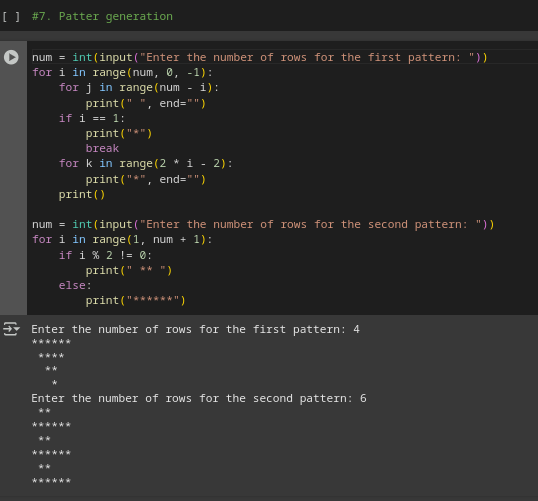 [ ] #7. Patter generation
num = int(input("Enter the number of rows for the first pattern: "))
for i in range(num, 0, -1):
    for j in range(num - i):
        print(" ", end="")
    if i == 1:
        print("*")
        break
    for k in range(2 * i - 2):
        print("*", end="")
    print()

num = int(input("Enter the number of rows for the second pattern: "))
for i in range(1, num + 1):
    if i % 2 != 0:
        print(" ** ")
    else:
        print("******")
Enter the number of rows for the first pattern: 4
******
 ****
  **
   *
Enter the number of rows for the second pattern: 6
 **
******
 **
******
 **
******